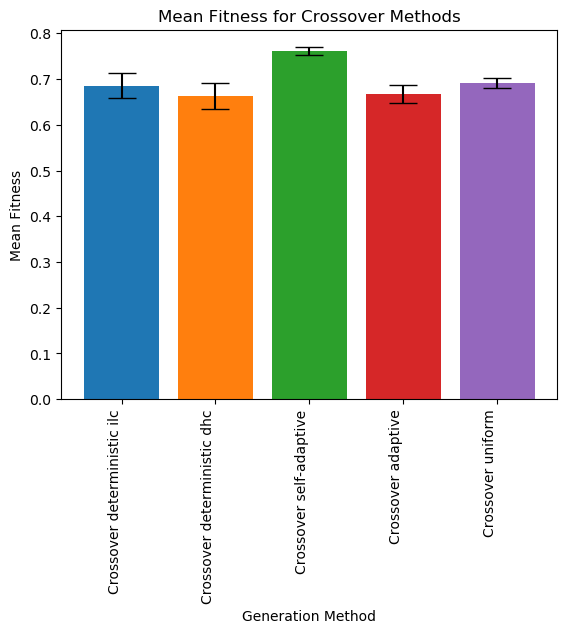 Mean Fitness for Crossover Methods
0.8
0.7
0.6
0.5
0.4
0.3
0.2
0.1
0.0
Mean Fitness
Crossover deterministic ilc
Crossover deterministic dhc
Crossover self-adaptive
Crossover adaptive
Crossover uniform
Generation Method